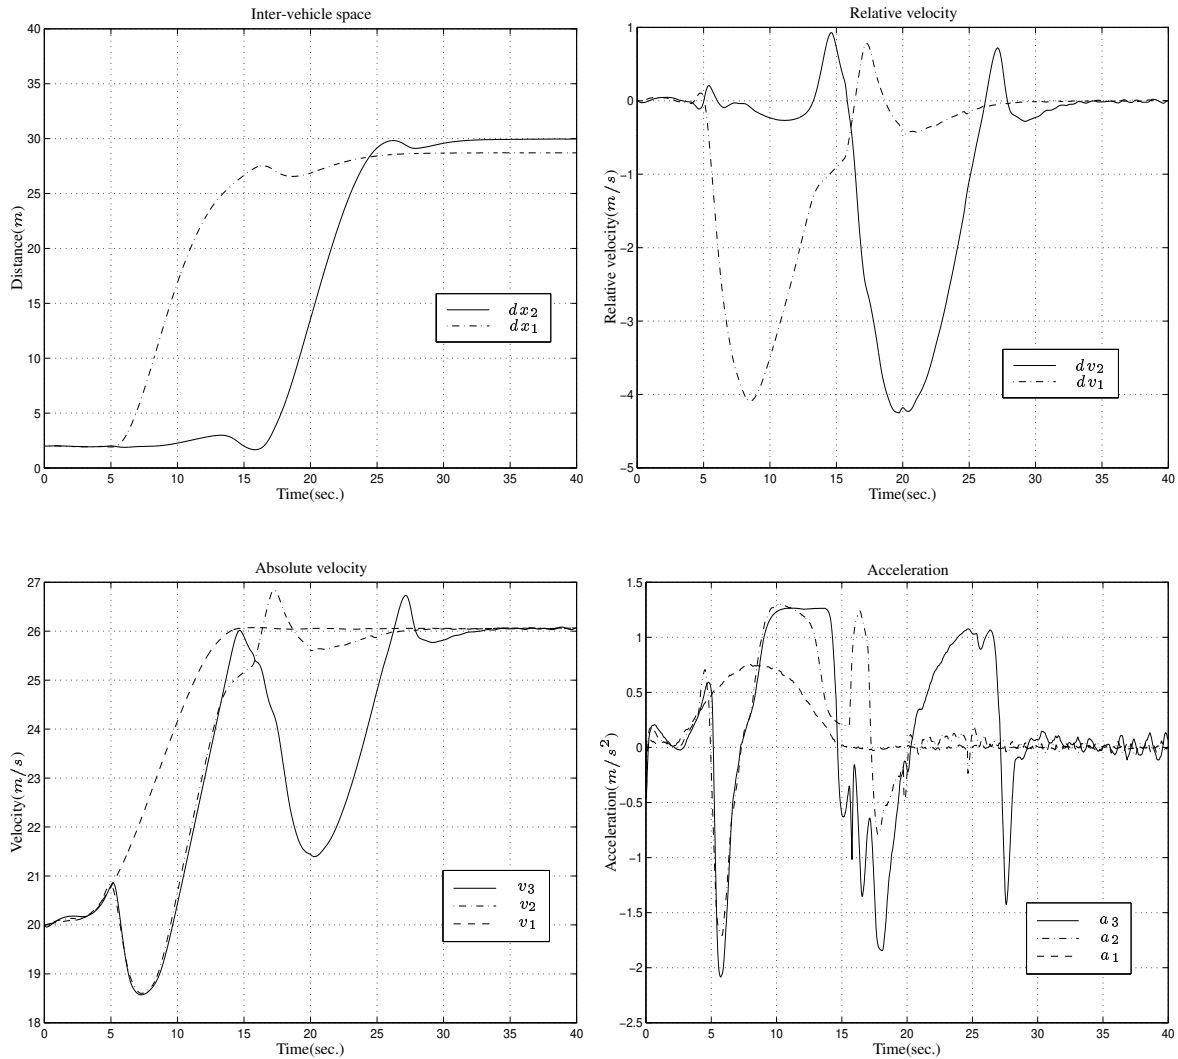 Inter-vehicle space
40
35
30
25
20
15
10
5
0
Distance(m)
dx2
dx1
0 5 10 15 20 25 30 35 40
Time(sec.)
Relative velocity
1
0
−1
−2
−3
−4
−5
Relative velocity(m/s)
dv2
dv1
0 5 10 15 20 25 30 35 40
Time(sec.)
Absolute velocity
27
26
25
24
23
22
21
20
19
18
Velocity(m/s)
v3
v2
v1
0 5 10 15 20 25 30 35 40
Time(sec.)
Acceleration
1.5
1
0.5
0
−0.5
−1
−1.5
−2
−2.5
Acceleration(m/s²)
a3
a2
a1
0 5 10 15 20 25 30 35 40
Time(sec.)